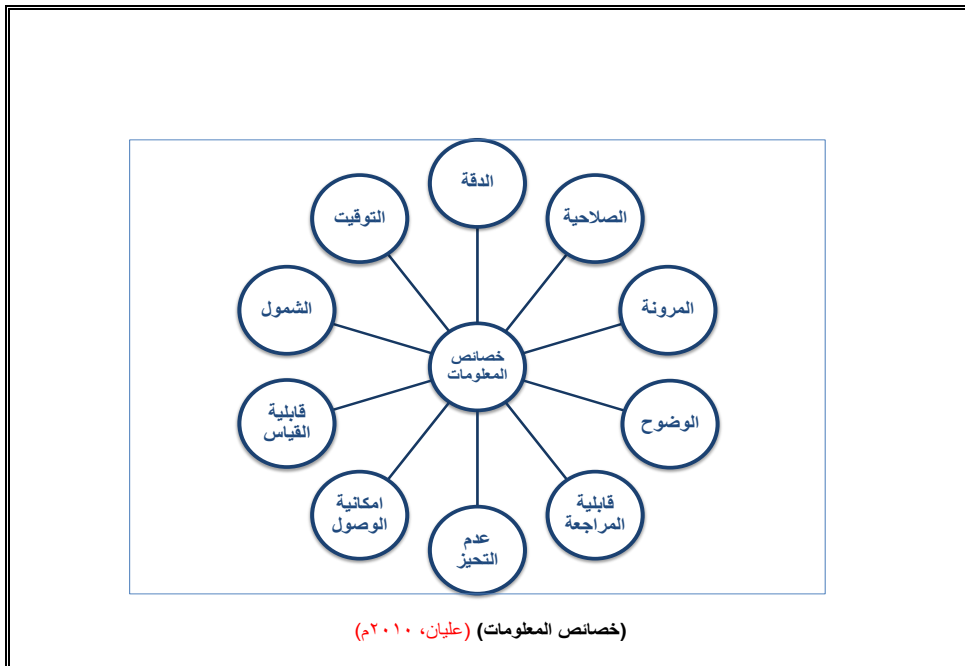 الدقة
الصلاحية
المرونة
الوضوح
قابلية
المراجعة
عدم
التحيز
امكانية
الوصول
قابلية
القياس
الشمول
التوقيت
خصائص
المعلومات
(خصائص المعلومات) (عليان، ٢٠١٠م)